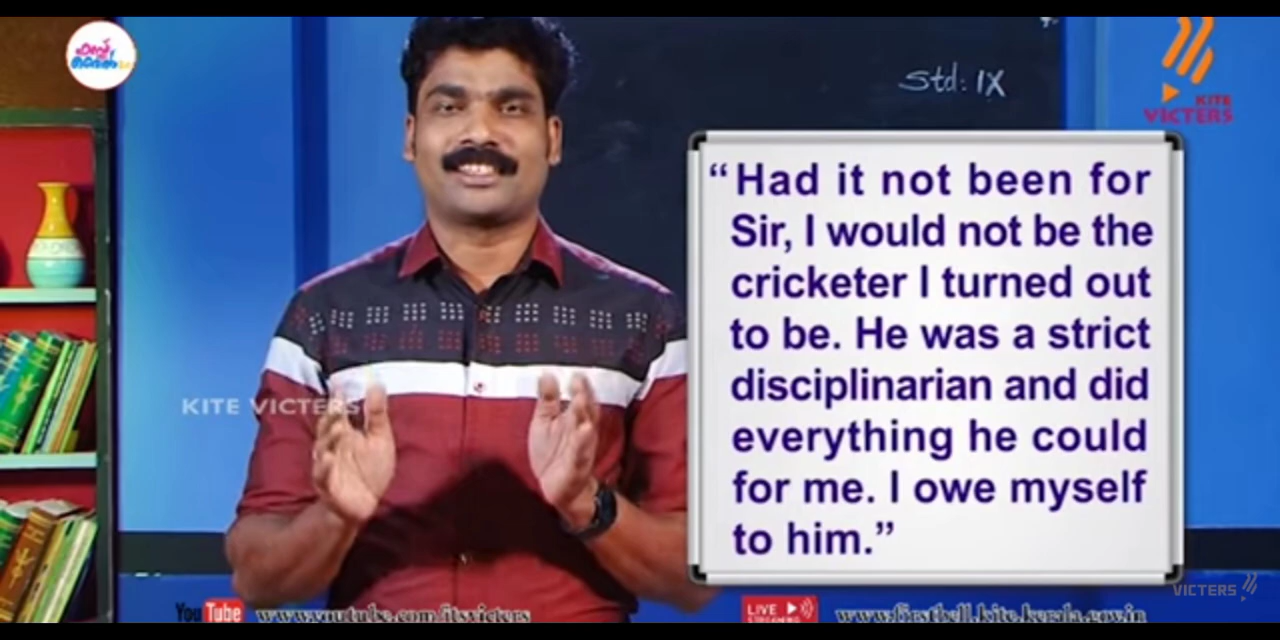 Std: IX
KITE
VICTERS
“Had it not been for
Sir, I would not be the
cricketer I turned out
to be. He was a strict
disciplinarian and did
everything he could
for me. I owe myself
to him.”
KITE VICTERS
VICTERS
YouTube www.youtube.com/itsvicters
LIVE STREAMING www.firstbell.kite.kerala.gov.in